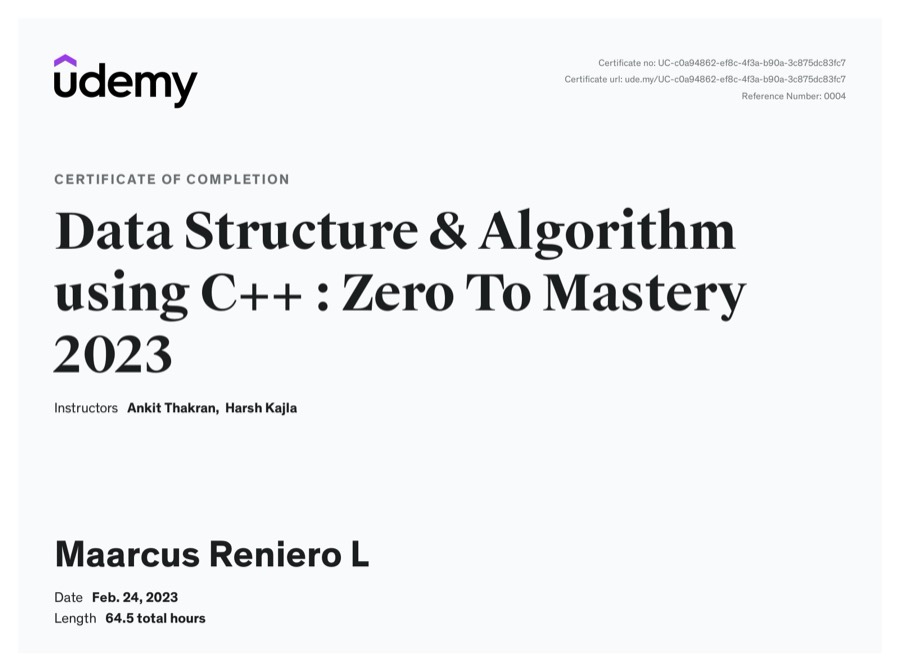 udemy
Certificate no: UC-c0a94862-ef8c-4f3a-b90a-3c875dc83fc7
Certificate url: ude.my/UC-c0a94862-ef8c-4f3a-b90a-3c875dc83fc7
Reference Number: 0004
CERTIFICATE OF COMPLETION
Data Structure & Algorithm
using C++ : Zero To Mastery
2023
Instructors Ankit Thakran, Harsh Kajla
Maarcus Reniero L
Date Feb. 24, 2023
Length 64.5 total hours